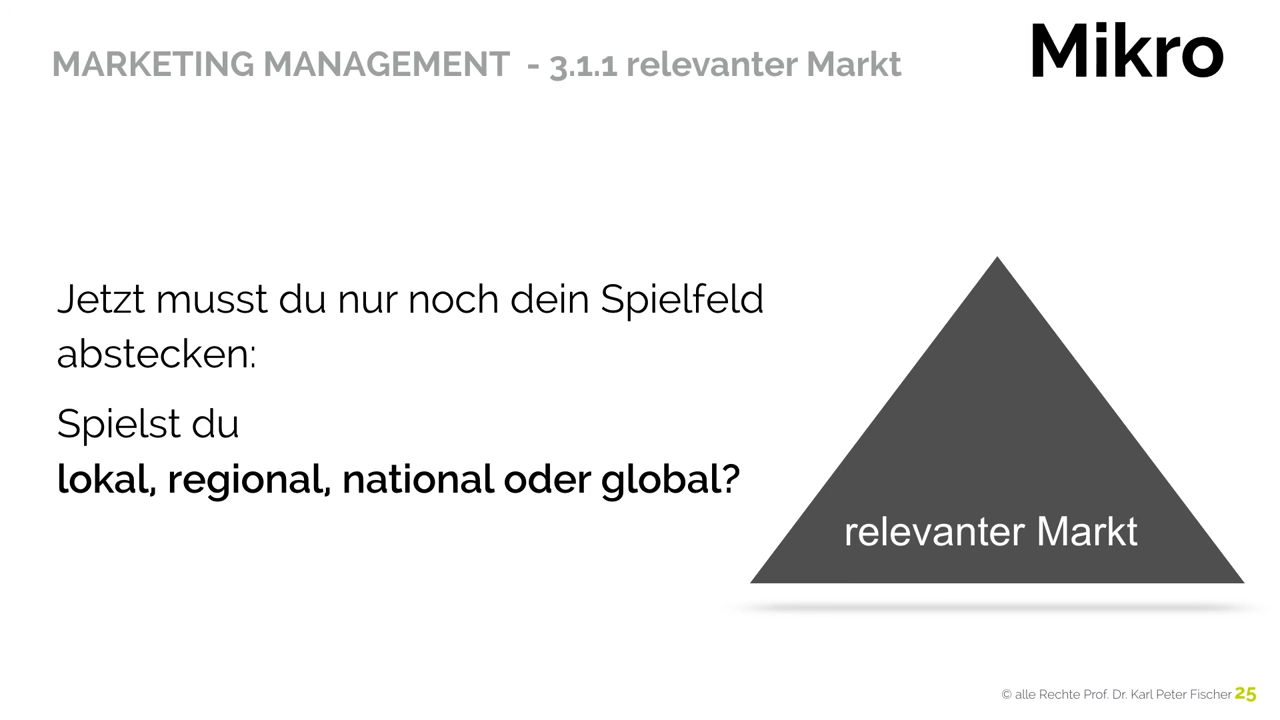 MARKETING MANAGEMENT - 3.1.1 relevanter Markt
Mikro
Jetzt musst du nur noch dein Spielfeld
abstecken:
Spielst du
lokal, regional, national oder global?
relevanter Markt
© alle Rechte Prof. Dr. Karl Peter Fischer 25